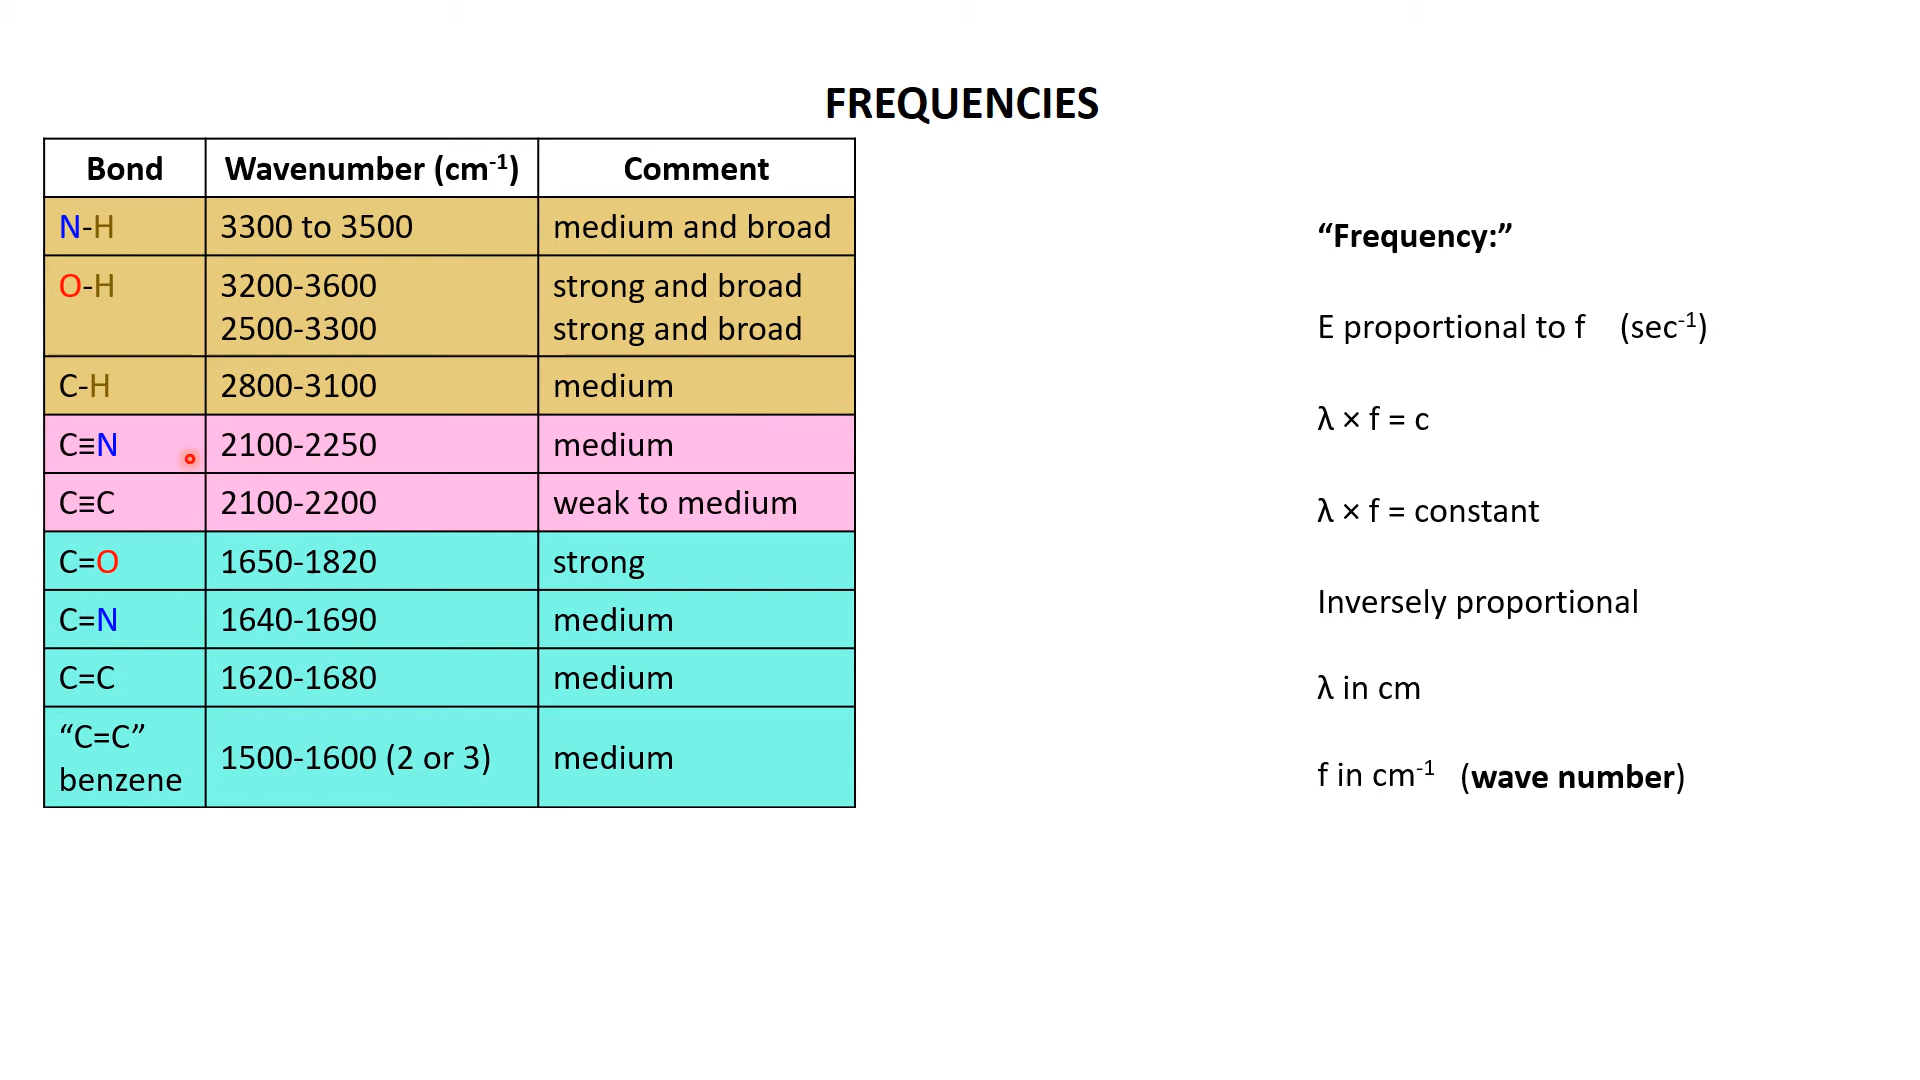 FREQUENCIES
Bond Wavenumber (cm⁻¹) Comment
N-H 3300 to 3500 medium and broad
O-H 3200-3600 strong and broad
2500-3300 strong and broad
C-H 2800-3100 medium
C≡N 2100-2250 medium
C≡C 2100-2200 weak to medium
C=O 1650-1820 strong
C=N 1640-1690 medium
C=C 1620-1680 medium
“C=C”
benzene 1500-1600 (2 or 3) medium
“Frequency:”
E proportional to f (sec⁻¹)
λ × f = c
λ × f = constant
Inversely proportional
λ in cm
f in cm⁻¹ (wave number)